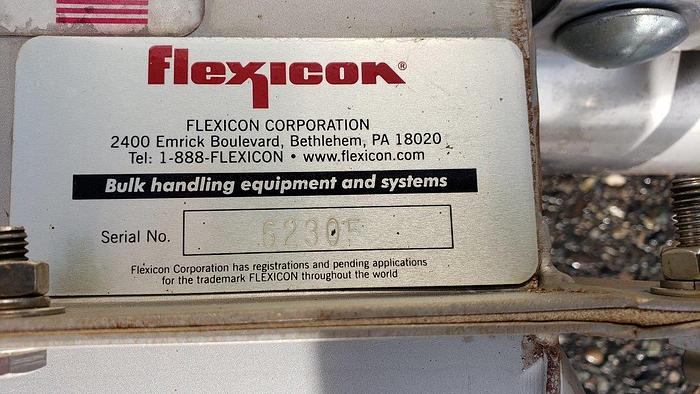 flexicon®
FLEXICON CORPORATION
2400 Emrick Boulevard, Bethlehem, PA 18020
Tel: 1-888-FLEXICON • www.flexicon.com
Bulk handling equipment and systems
Serial No.
Flexicon Corporation has registrations and pending applications
for the trademark FLEXICON throughout the world